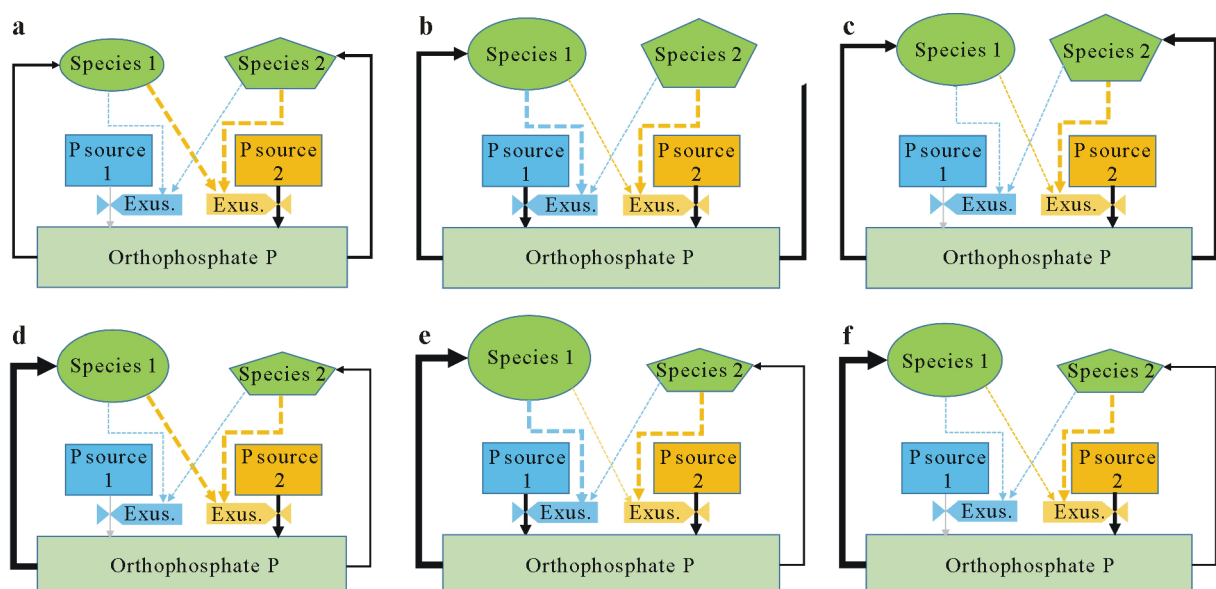 a
Species 1
Species 2
P source
1
P source
2
Exus.
Exus.
Orthophosphate P
b
Species 1
Species 2
P source
1
P source
2
Exus.
Exus.
Orthophosphate P
c
Species 1
Species 2
P source
1
P source
2
Exus.
Exus.
Orthophosphate P
d
Species 1
Species 2
P source
1
P source
2
Exus.
Exus.
Orthophosphate P
e
Species 1
Species 2
P source
1
P source
2
Exus.
Exus.
Orthophosphate P
f
Species 1
Species 2
P source
1
P source
2
Exus.
Exus.
Orthophosphate P